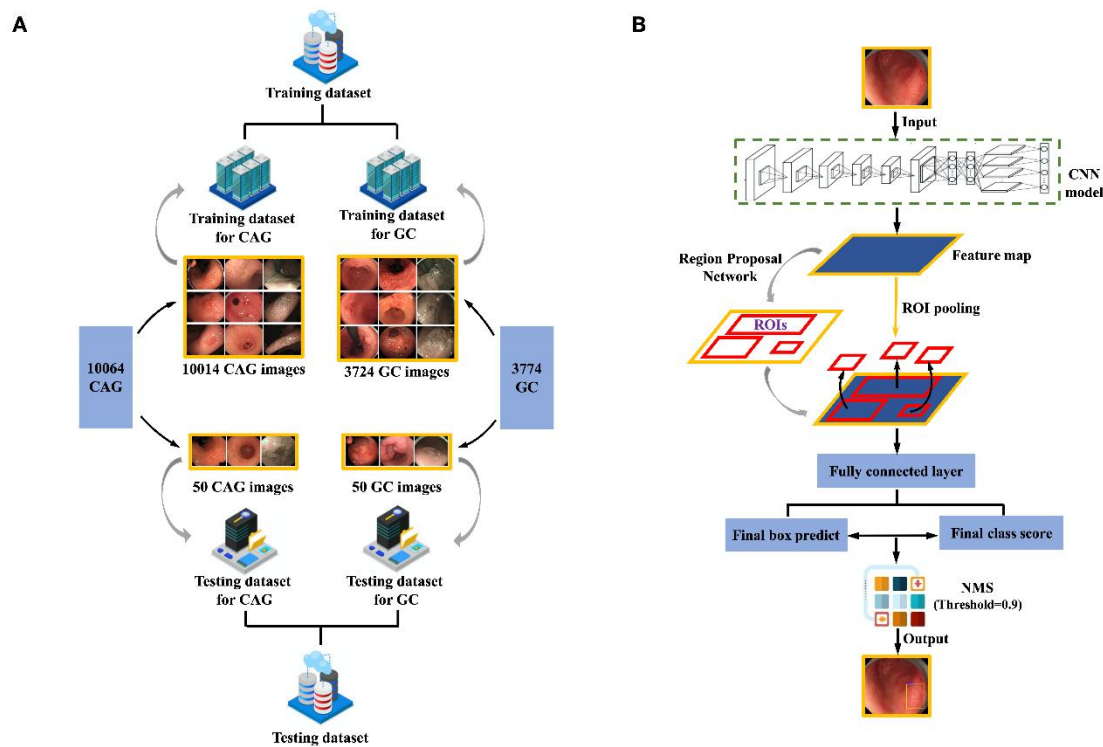 A
Training dataset
Training dataset
for CAG
Training dataset
for GC
10064
CAG
10014 CAG images
3724 GC images
3774
GC
50 CAG images
50 GC images
Testing dataset
for CAG
Testing dataset
for GC
Testing dataset
B
Input
CNN
model
Region Proposal
Network
Feature map
ROIs
ROI pooling
Fully connected layer
Final box predict
Final class score
NMS
(Threshold=0.9)
Output